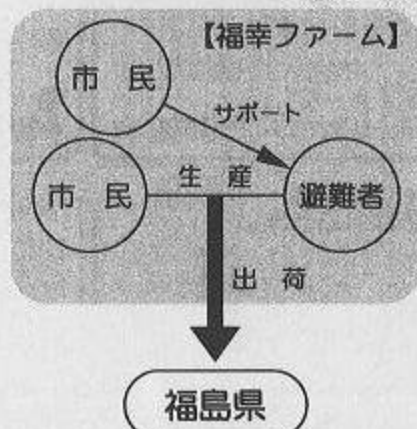 【福幸ファーム】
市 民
サポート
市 民
生 産
避難者
出 荷
福島県